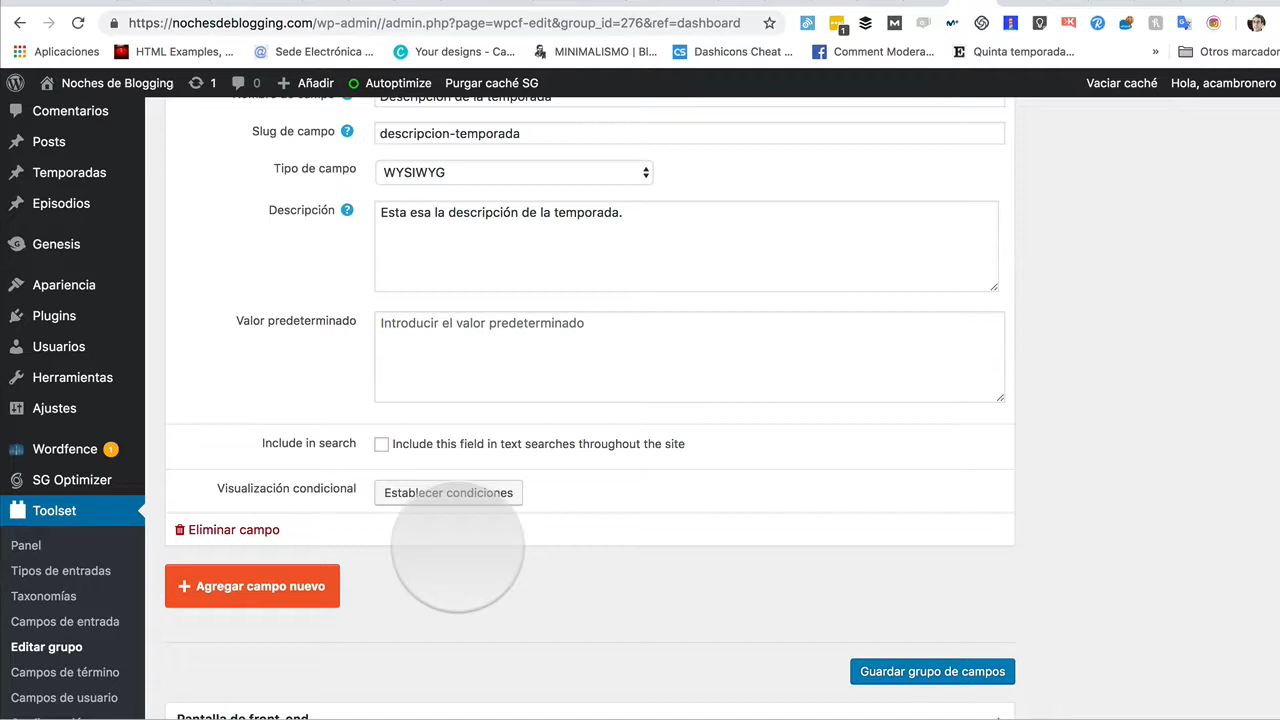 https://nochesdeblogging.com/wp-admin//admin.php?page=wpcf-edit&group_id=276&ref=dashboard
1
Aplicaciones
HTML Examples, ...
Sede Electrónica ...
Your designs - Ca...
MINIMALISMO | Bl...
CS
Dashicons Cheat ...
Comment Modera...
E
Quinta temporada...
»
Otros marcador
Noches de Blogging
1
0
Añadir
Autoptimize
Purgar caché SG
Vaciar caché
Hola, acambronero
Comentarios
Posts
Temporadas
Episodios
Genesis
Apariencia
Plugins
Usuarios
Herramientas
Ajustes
Wordfence 1
SG Optimizer
Toolset
Panel
Tipos de entradas
Taxonomías
Campos de entrada
Editar grupo
Campos de término
Campos de usuario
Nombre de campo
Descripción de la temporada
Slug de campo ?
descripcion-temporada
Tipo de campo
WYSIWYG
Descripción ?
Esta esa la descripción de la temporada.
Valor predeterminado
Introducir el valor predeterminado
Include in search
Include this field in text searches throughout the site
Visualización condicional
Establecer condiciones
Eliminar campo
+ Agregar campo nuevo
Guardar grupo de campos
Pantalla de front-end